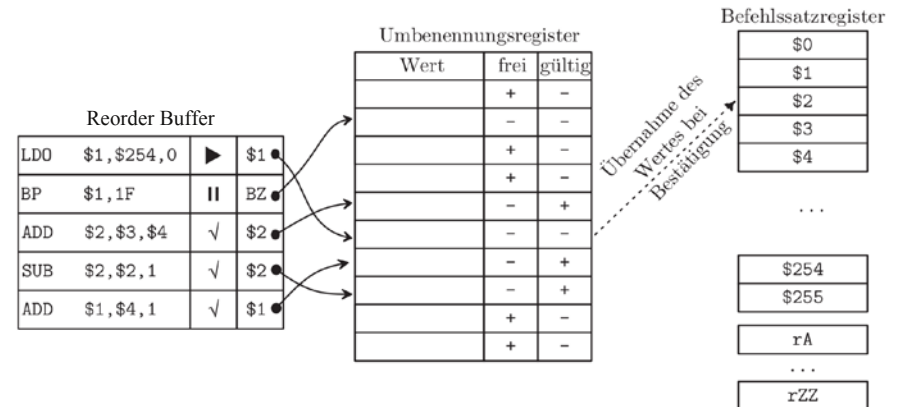 Reorder Buffer
LDO $1,$254,0 ▶ $1
BP $1,1F II BZ
ADD $2,$3,$4 √ $2
SUB $2,$2,1 √ $2
ADD $1,$4,1 √ $1
Umbenennungsregister
Wert frei gültig
+ −
− −
+ −
+ −
− +
− −
− +
− +
+ −
+ −
Übernahme des
Wertes bei
Bestätigung
Befehlssatzregister
$0
$1
$2
$3
$4
...
$254
$255
rA
...
rZZ